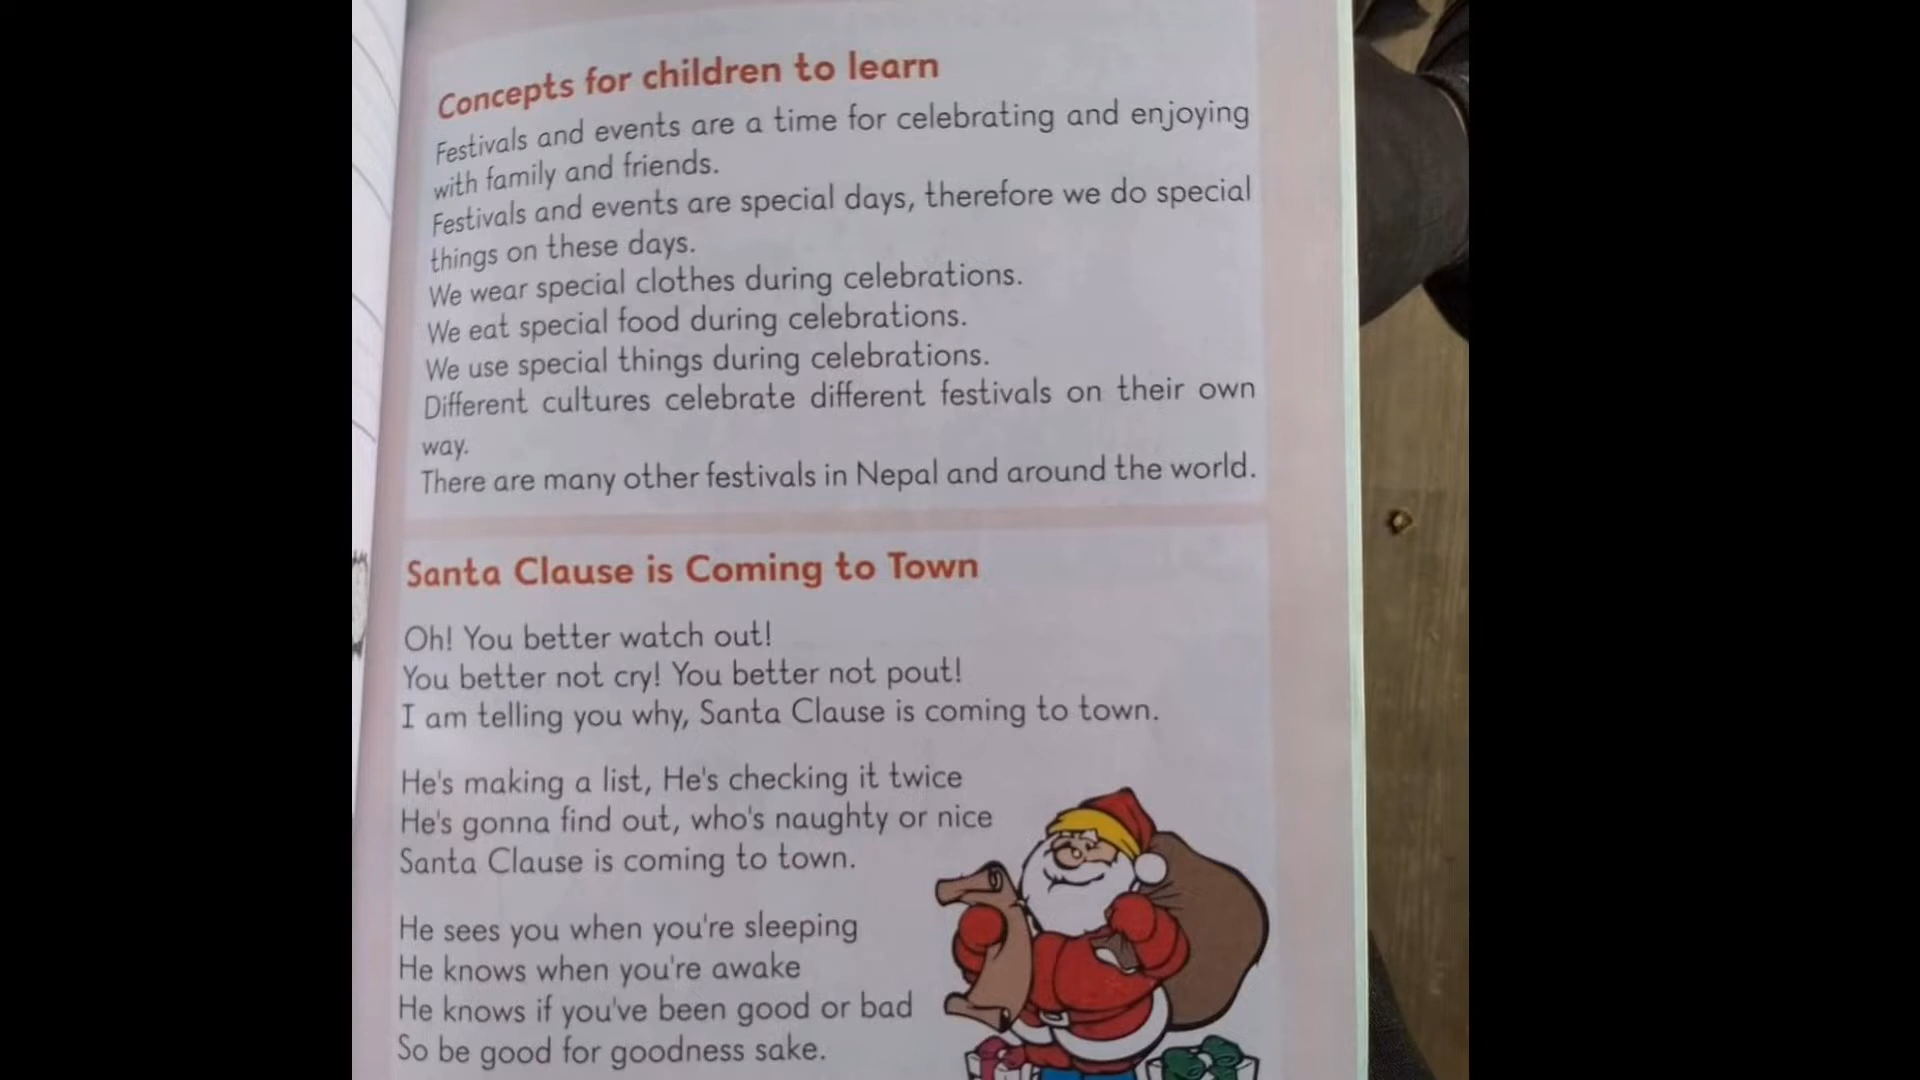 Concepts for children to learn
Festivals and events are a time for celebrating and enjoying
with family and friends.
Festivals and events are special days, therefore we do special
things on these days.
We wear special clothes during celebrations.
We eat special food during celebrations.
We use special things during celebrations.
Different cultures celebrate different festivals on their own
way.
There are many other festivals in Nepal and around the world.
Santa Clause is Coming to Town
Oh! You better watch out!
You better not cry! You better not pout!
I am telling you why, Santa Clause is coming to town.
He's making a list, He's checking it twice
He's gonna find out, who's naughty or nice
Santa Clause is coming to town.
He sees you when you're sleeping
He knows when you're awake
He knows if you've been good or bad
So be good for goodness sake.